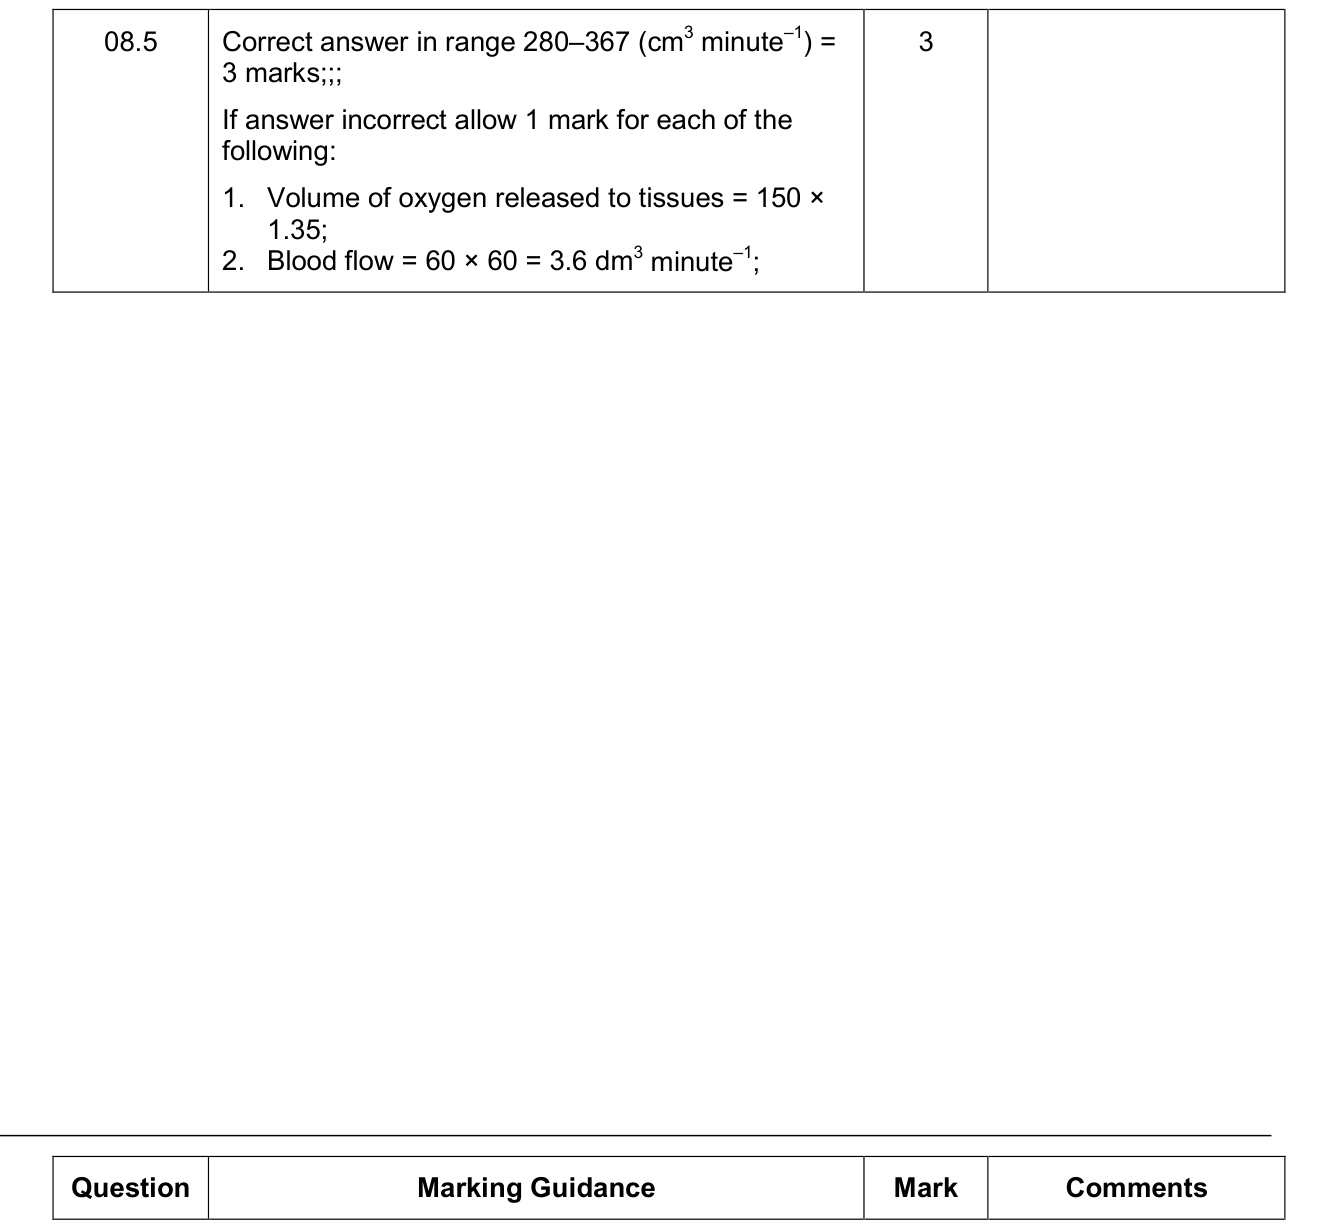 08.5 Correct answer in range 280–367 (cm³ minute⁻¹) = 3
3 marks;;;
If answer incorrect allow 1 mark for each of the
following:
1. Volume of oxygen released to tissues = 150 ×
1.35;
2. Blood flow = 60 × 60 = 3.6 dm³ minute⁻¹;
Question Marking Guidance Mark Comments